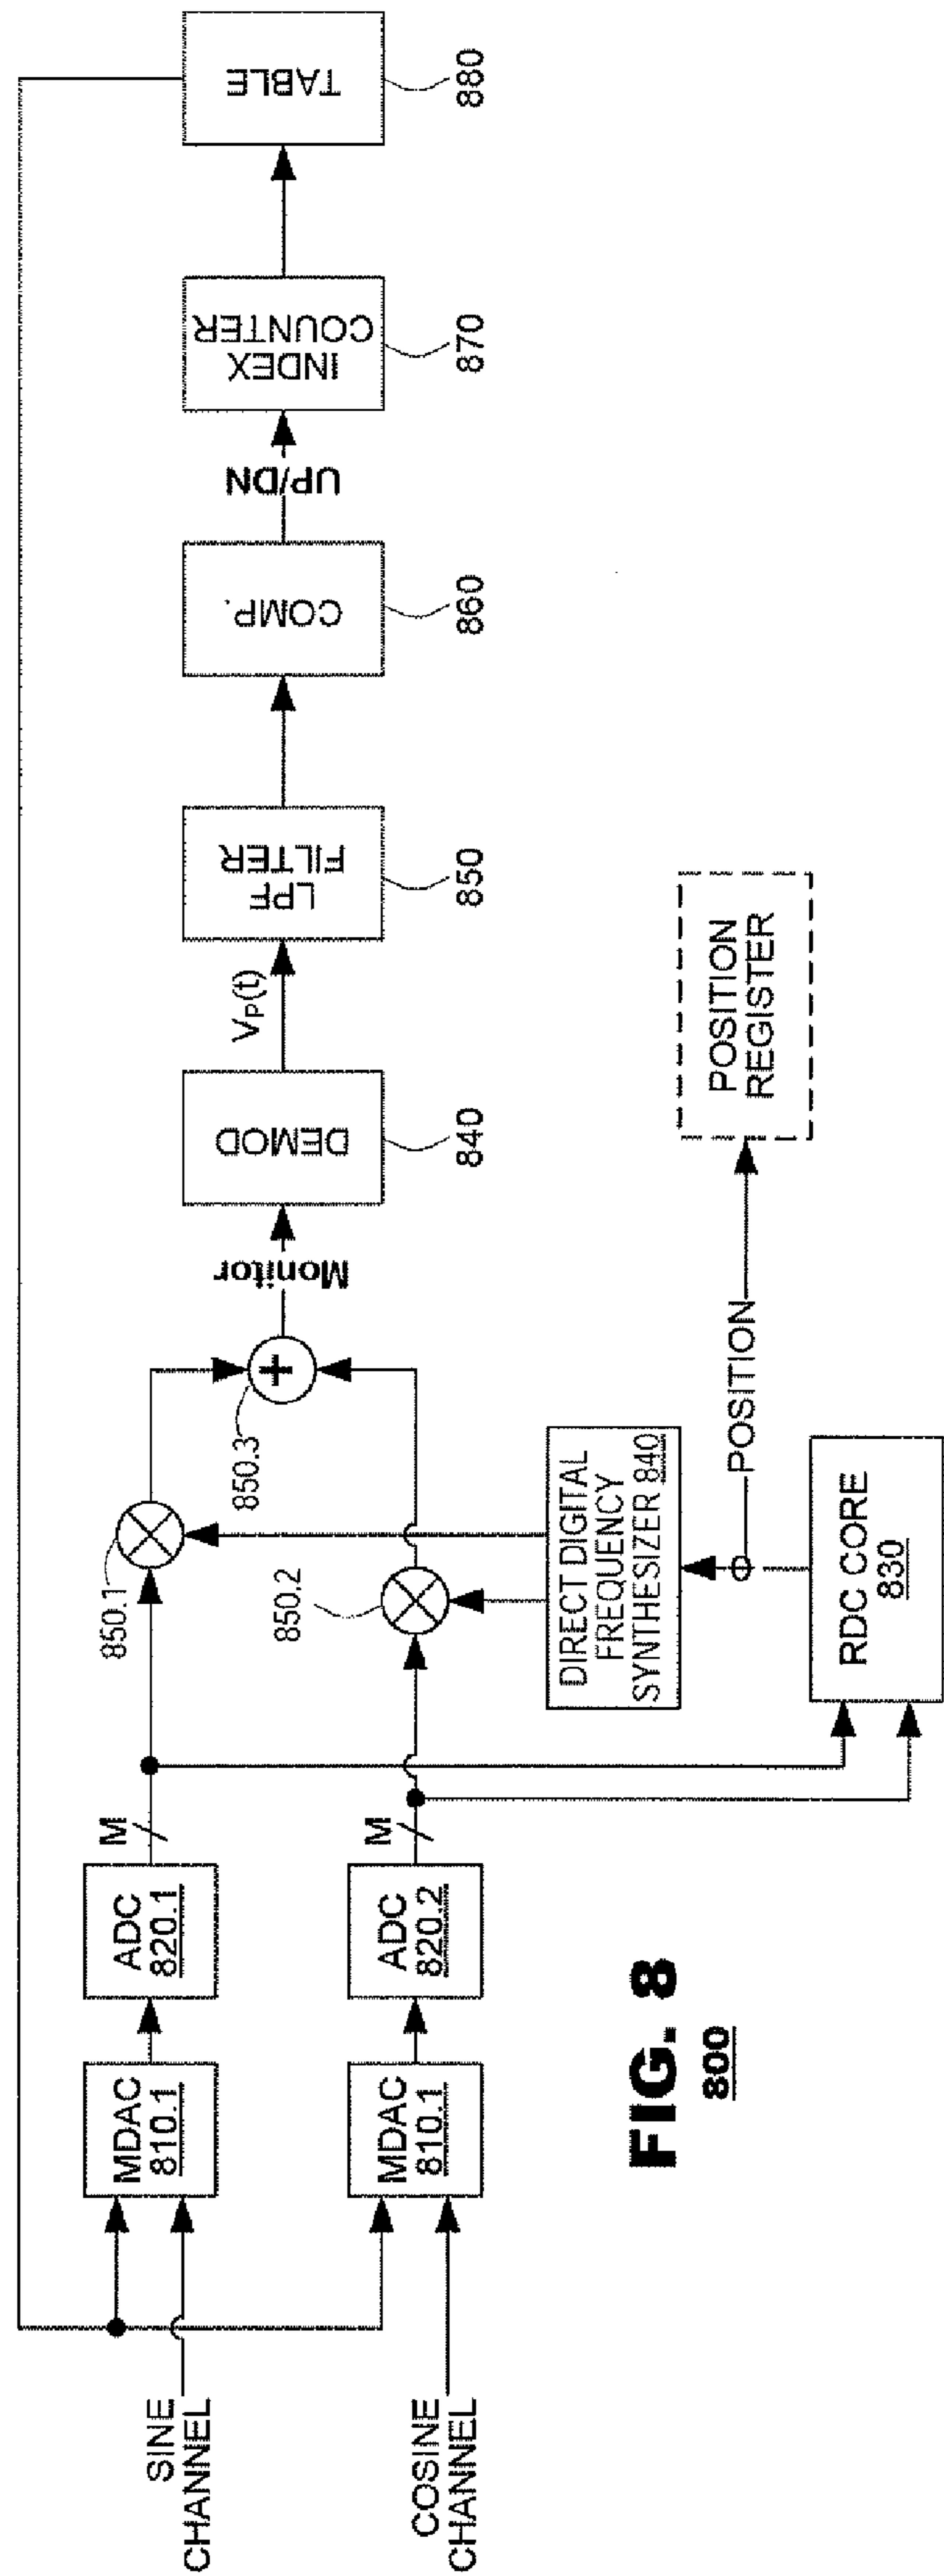 SINE
CHANNEL
COSINE
CHANNEL
MDAC
810.1
MDAC
810.1
ADC
820.1
ADC
820.2
M
M
850.1
850.2
850.3
DIRECT DIGITAL
FREQUENCY
SYNTHESIZER 840
RDC CORE
830
POSITION
POSITION
REGISTER
Monitor
DEMOD
840
VP(t)
LPF
FILTER
850
COMP.
860
UP/DN
INDEX
COUNTER
870
TABLE
880
FIG. 8
800